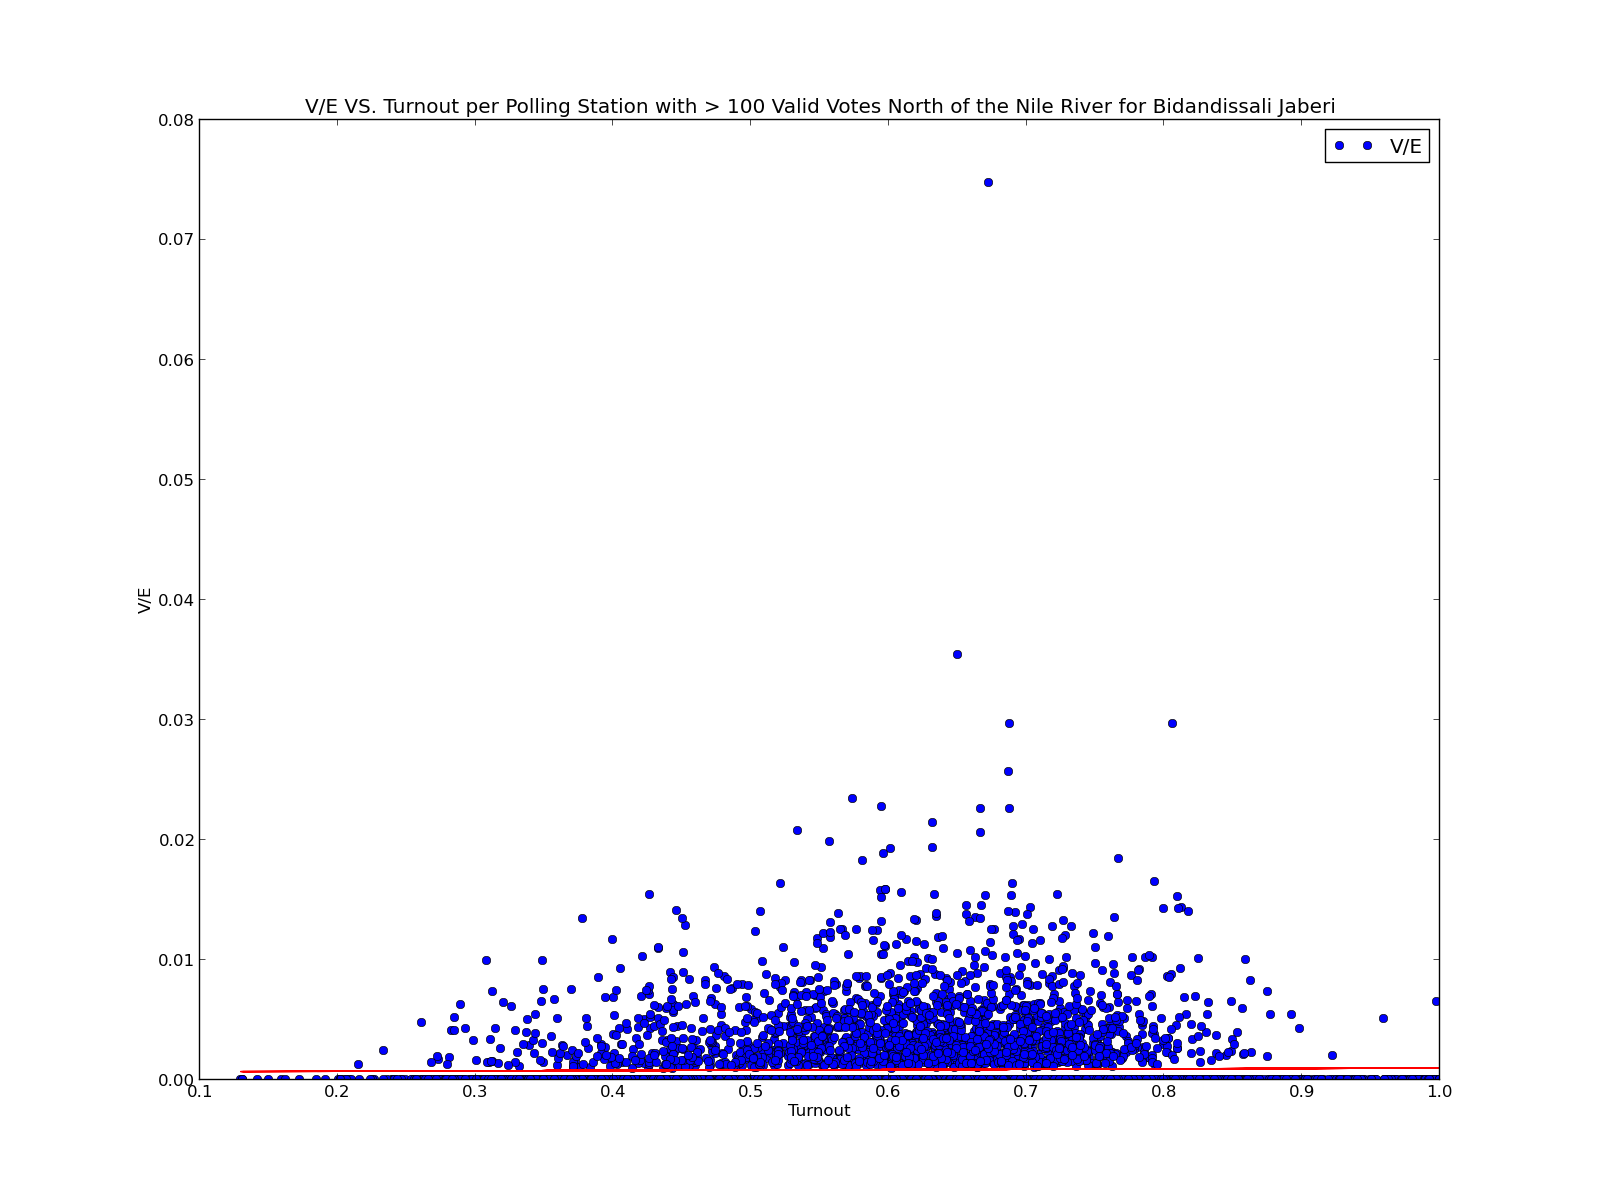 V/E VS. Turnout per Polling Station with > 100 Valid Votes North of the Nile River for Bidandissali Jaberi
V/E
0.08
0.07
0.06
0.05
0.04
0.03
0.02
0.01
0.00
V/E
0.1 0.2 0.3 0.4 0.5 0.6 0.7 0.8 0.9 1.0
Turnout